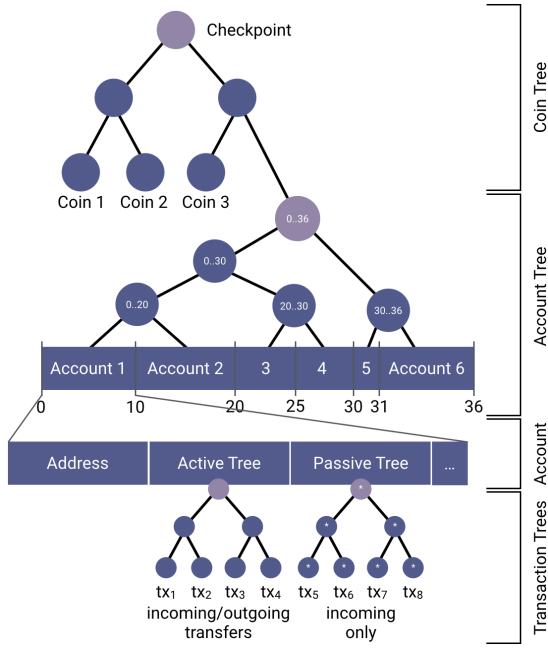 Checkpoint
Coin Tree
Coin 1 Coin 2 Coin 3
0..36
0..30
Account Tree
0..20 20..30 30..36
Account 1 Account 2 3 4 5 Account 6
0 10 20 25 30 31 36
Account
Address Active Tree Passive Tree ...
*
* *
* * * *
Transaction Trees
tx₁ tx₂ tx₃ tx₄ tx₅ tx₆ tx₇ tx₈
incoming/outgoing incoming
transfers only